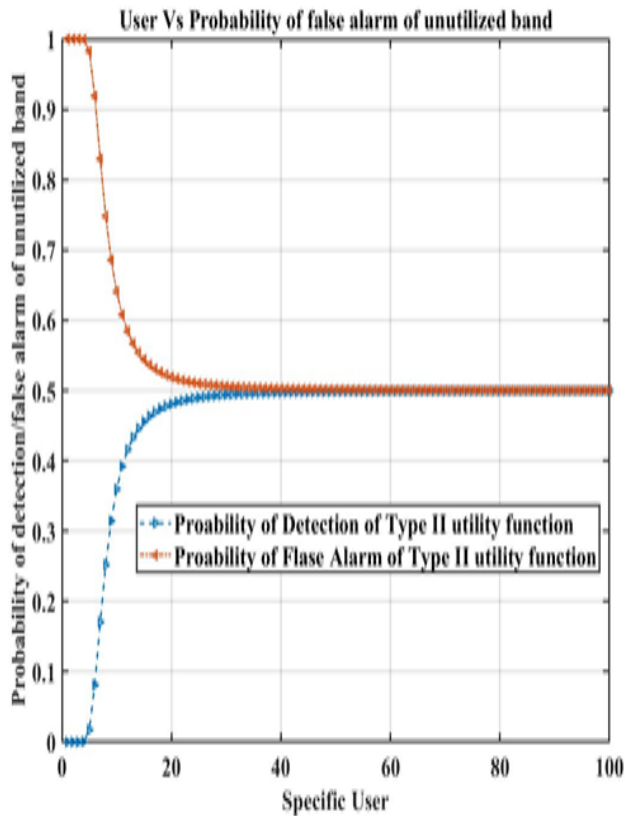 User Vs Probability of false alarm of unutilized band
Probability of detection/false alarm of unutilized band
1
0.9
0.8
0.7
0.6
0.5
0.4
0.3
0.2
0.1
0
Proability of Detection of Type II utility function
Proability of Flase Alarm of Type II utility function
0 20 40 60 80 100
Specific User